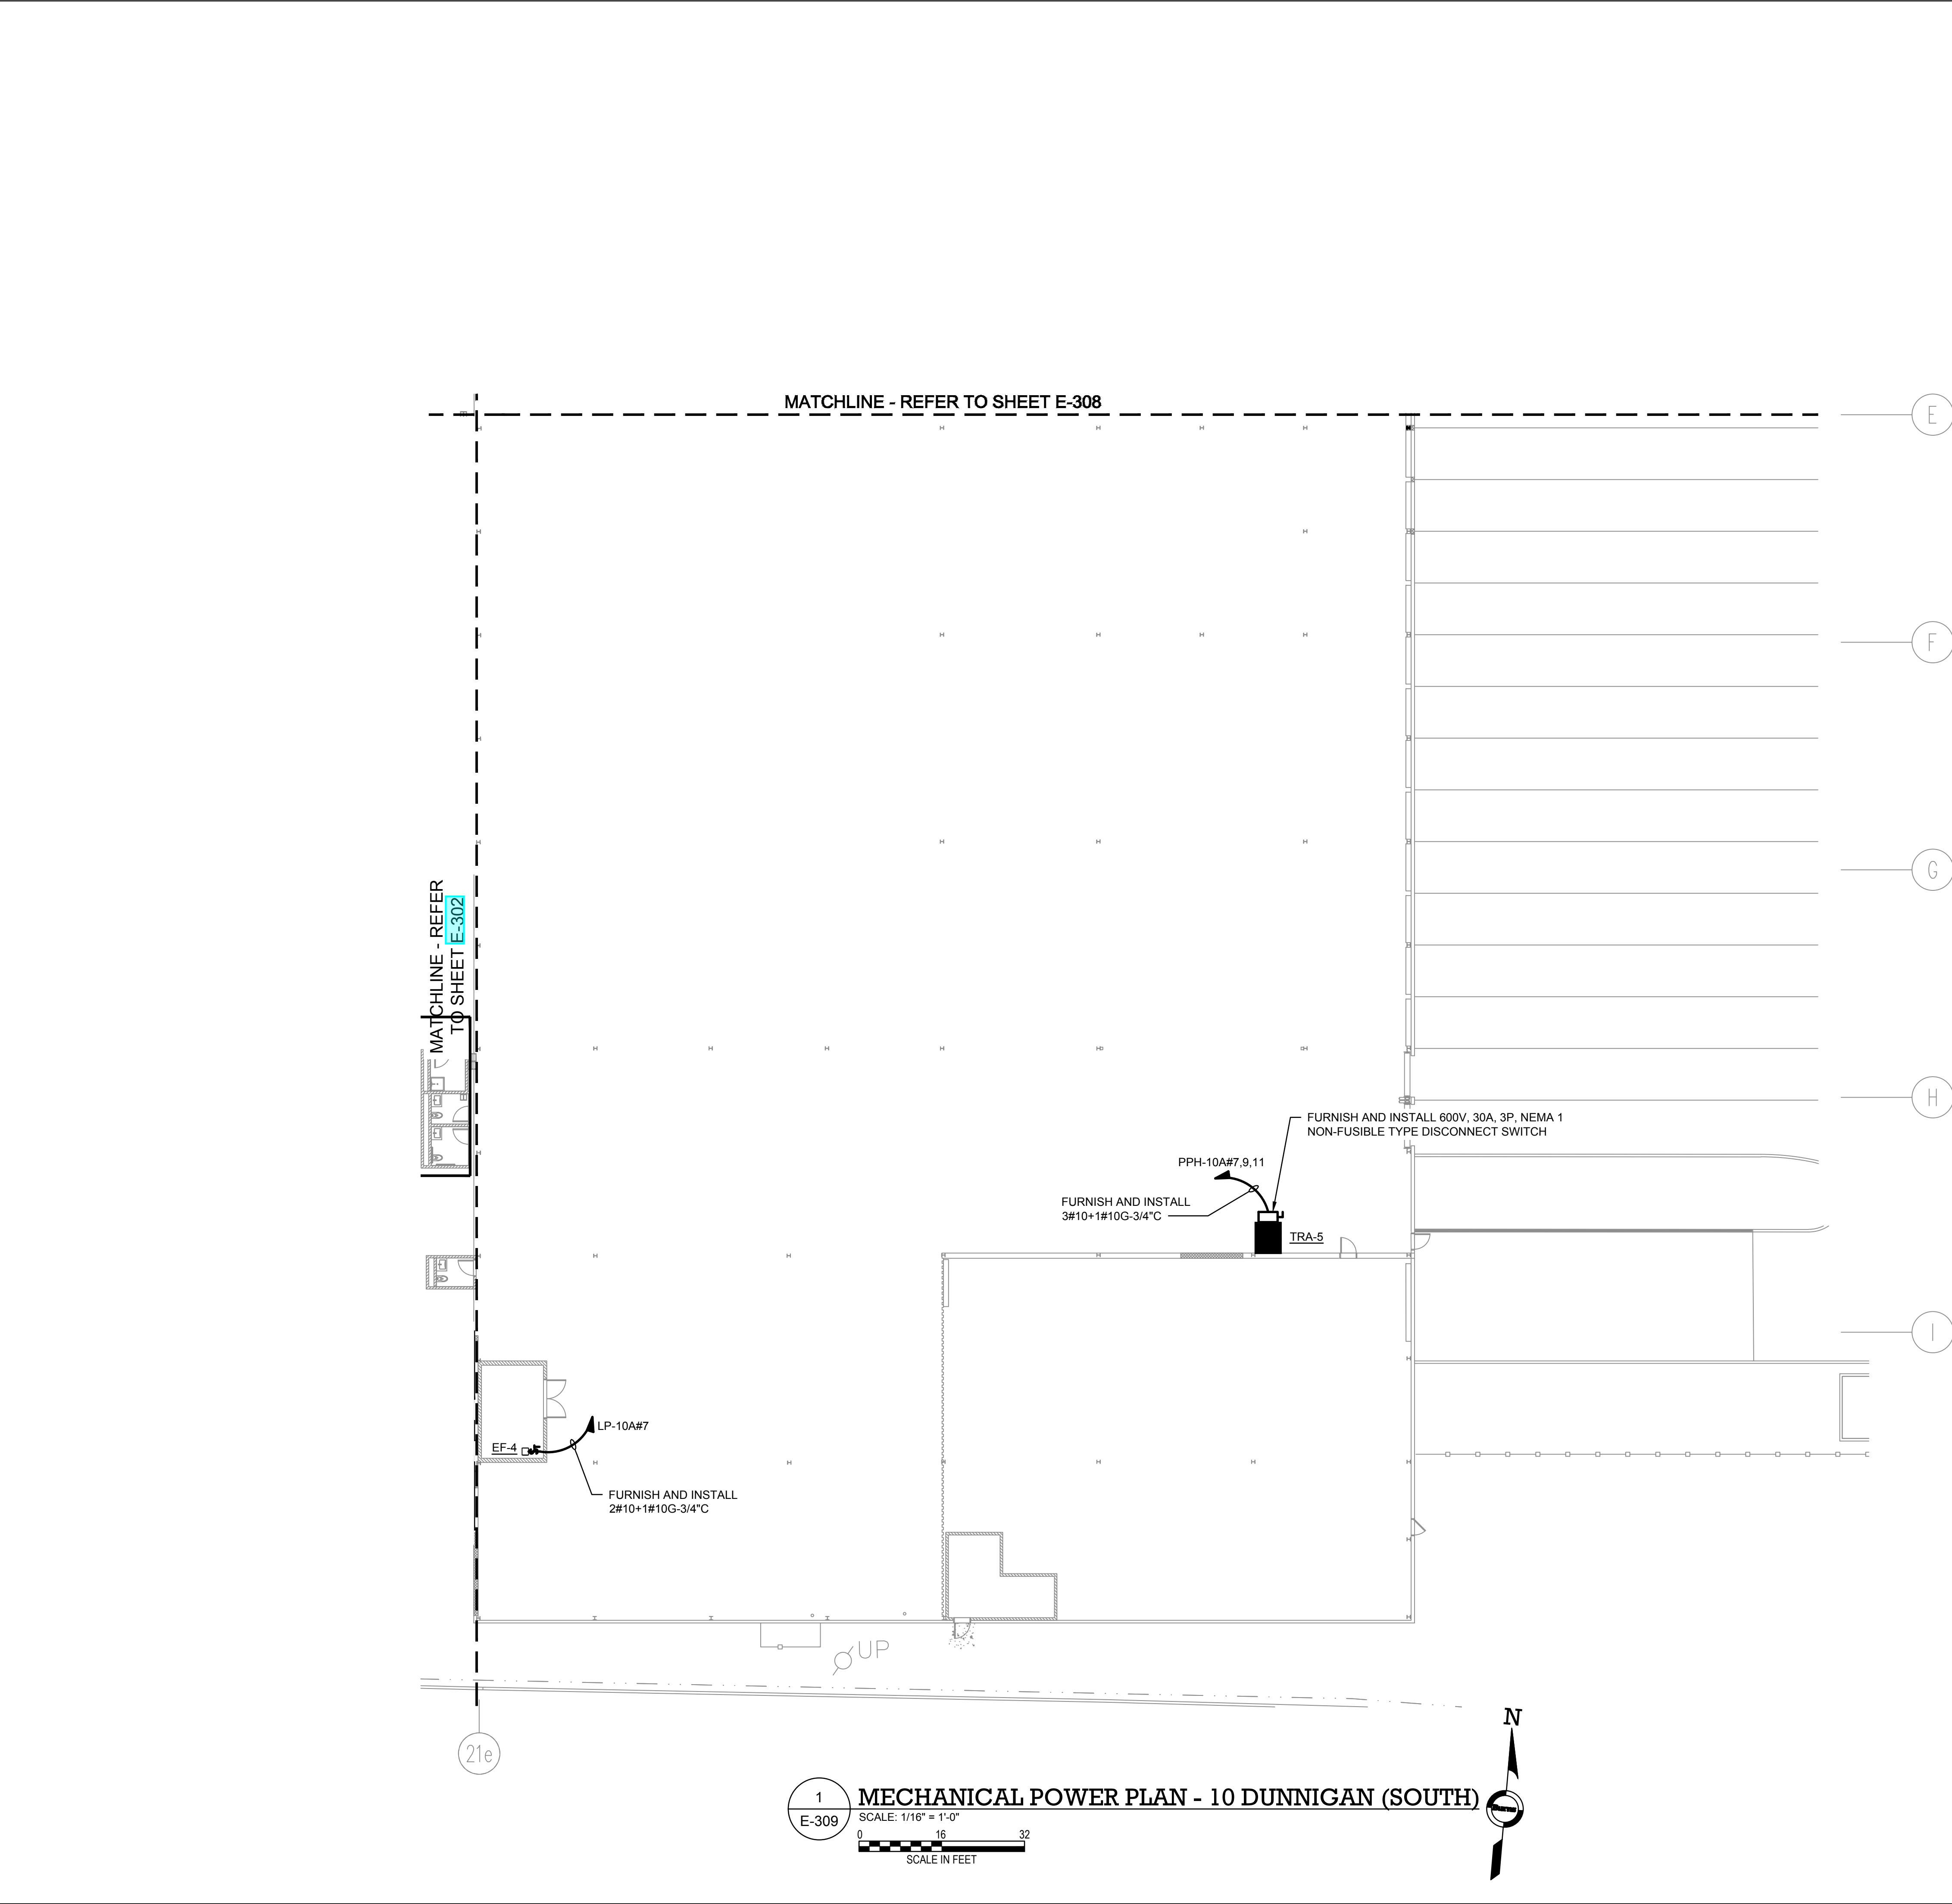 MATCHLINE - REFER TO SHEET E-308
E
F
G
MATCHLINE - REFER
TO SHEET E-302
H
FURNISH AND INSTALL 600V, 30A, 3P, NEMA 1
NON-FUSIBLE TYPE DISCONNECT SWITCH
PPH-10A#7,9,11
FURNISH AND INSTALL
3#10+1#10G-3/4"C
TRA-5
I
LP-10A#7
EF-4
FURNISH AND INSTALL
2#10+1#10G-3/4"C
UP
N
21e
1
E-309
MECHANICAL POWER PLAN - 10 DUNNIGAN (SOUTH)
SCALE: 1/16" = 1'-0"
0 16 32
SCALE IN FEET